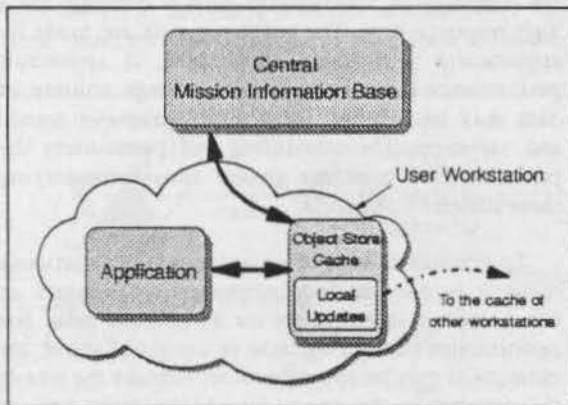 Central
Mission Information Base
User Workstation
Application
Object Store
Cache
Local
Updates
To the cache of
other workstations